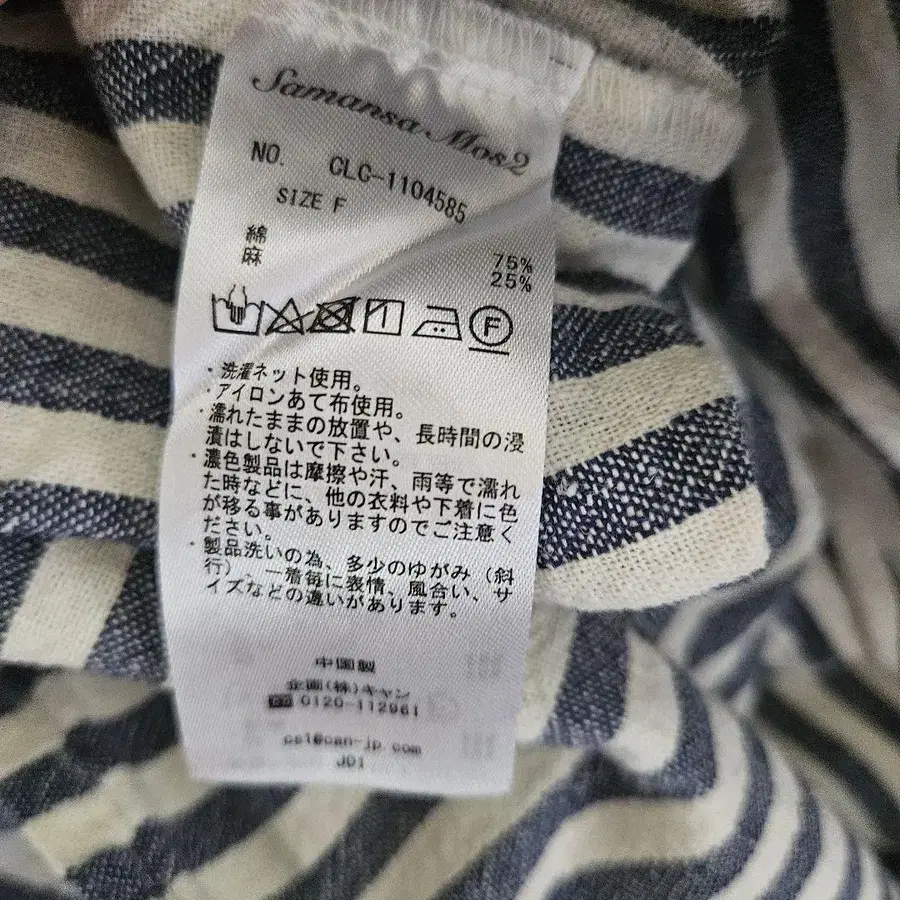 Samansa Mos2
NO. CLC-1104585
SIZE F
綿 75%
麻 25%
F
・洗濯ネット使用。
・アイロンあて布使用。
・濡れたままの放置や、長時間の浸
漬はしないで下さい。
・濃色製品は摩擦や汗、雨等で濡れ
た時などに、他の衣料や下着に色
が移る事がありますのでご注意く
ださい。
・製品洗いの為、多少のゆがみ（斜
行）、一着毎に表情、風合い、サ
イズなどの違いがあります。
中国製
企画(株)キャン
0120-112961
csl@can-jp.com
J01